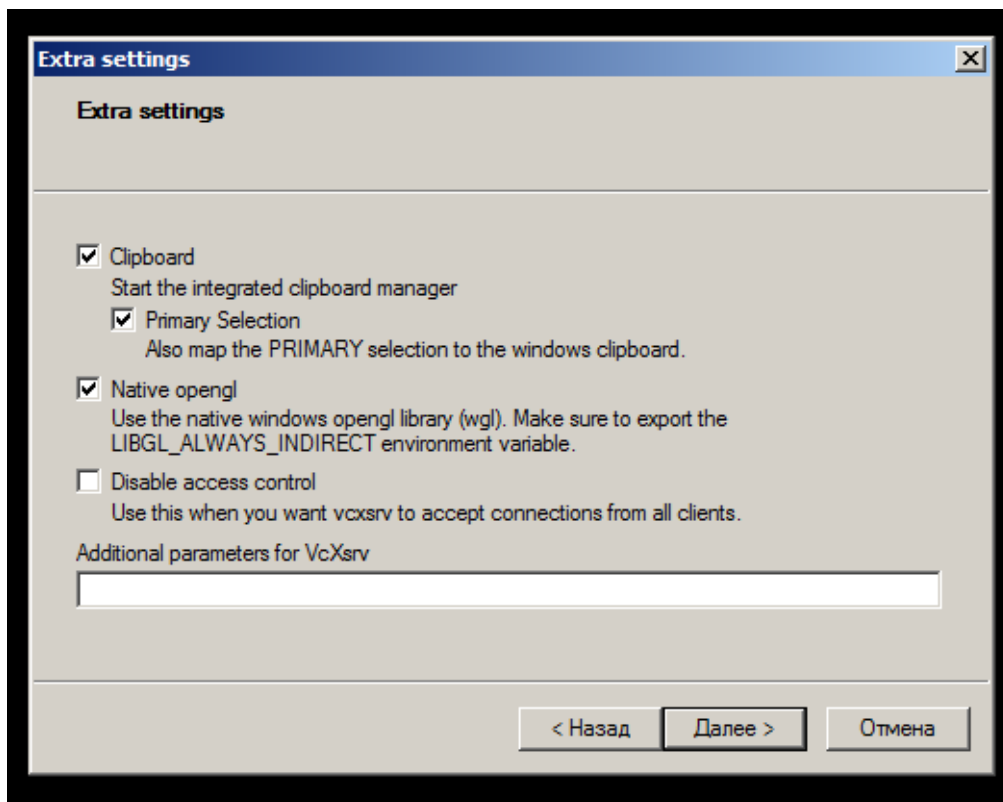 Extra settings
Extra settings
Clipboard
Start the integrated clipboard manager
Primary Selection
Also map the PRIMARY selection to the windows clipboard.
Native opengl
Use the native windows opengl library (wgl). Make sure to export the
LIBGL_ALWAYS_INDIRECT environment variable.
Disable access control
Use this when you want vcxsrv to accept connections from all clients.
Additional parameters for VcXsrv
< Назад Далее > Отмена